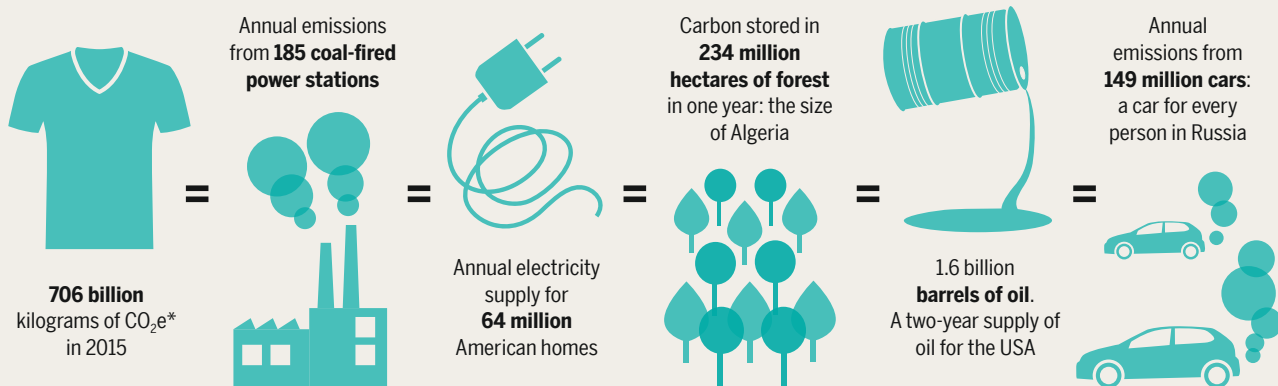 706 billion
kilograms of CO₂e*
in 2015
=
Annual emissions
from 185 coal-fired
power stations
=
Annual electricity
supply for
64 million
American homes
=
Carbon stored in
234 million
hectares of forest
in one year: the size
of Algeria
=
1.6 billion
barrels of oil.
A two-year supply of
oil for the USA
=
Annual
emissions from
149 million cars:
a car for every
person in Russia